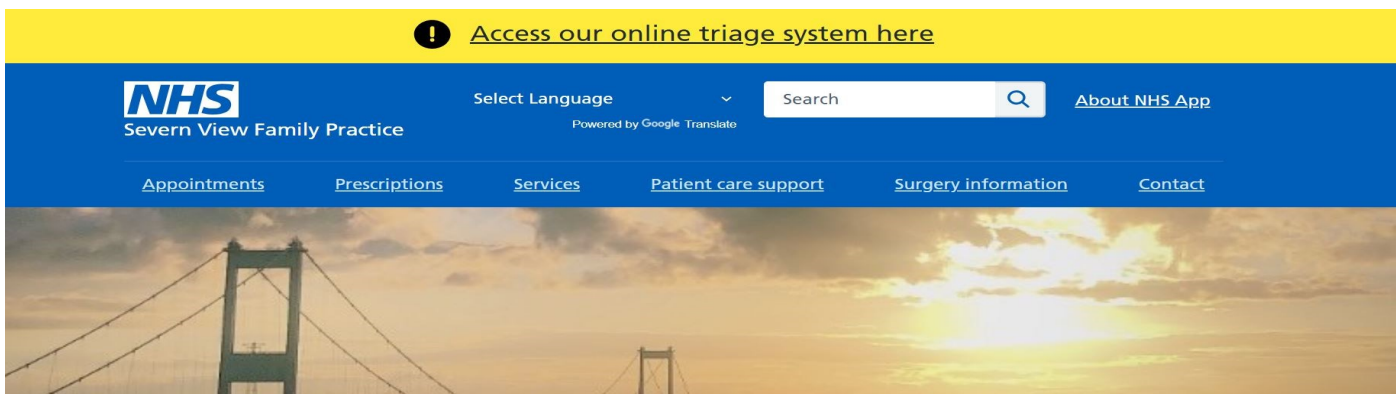 Access our online triage system here
NHS
Severn View Family Practice
Select Language
Powered by Google Translate
Search
About NHS App
Appointments Prescriptions Services Patient care support Surgery information Contact